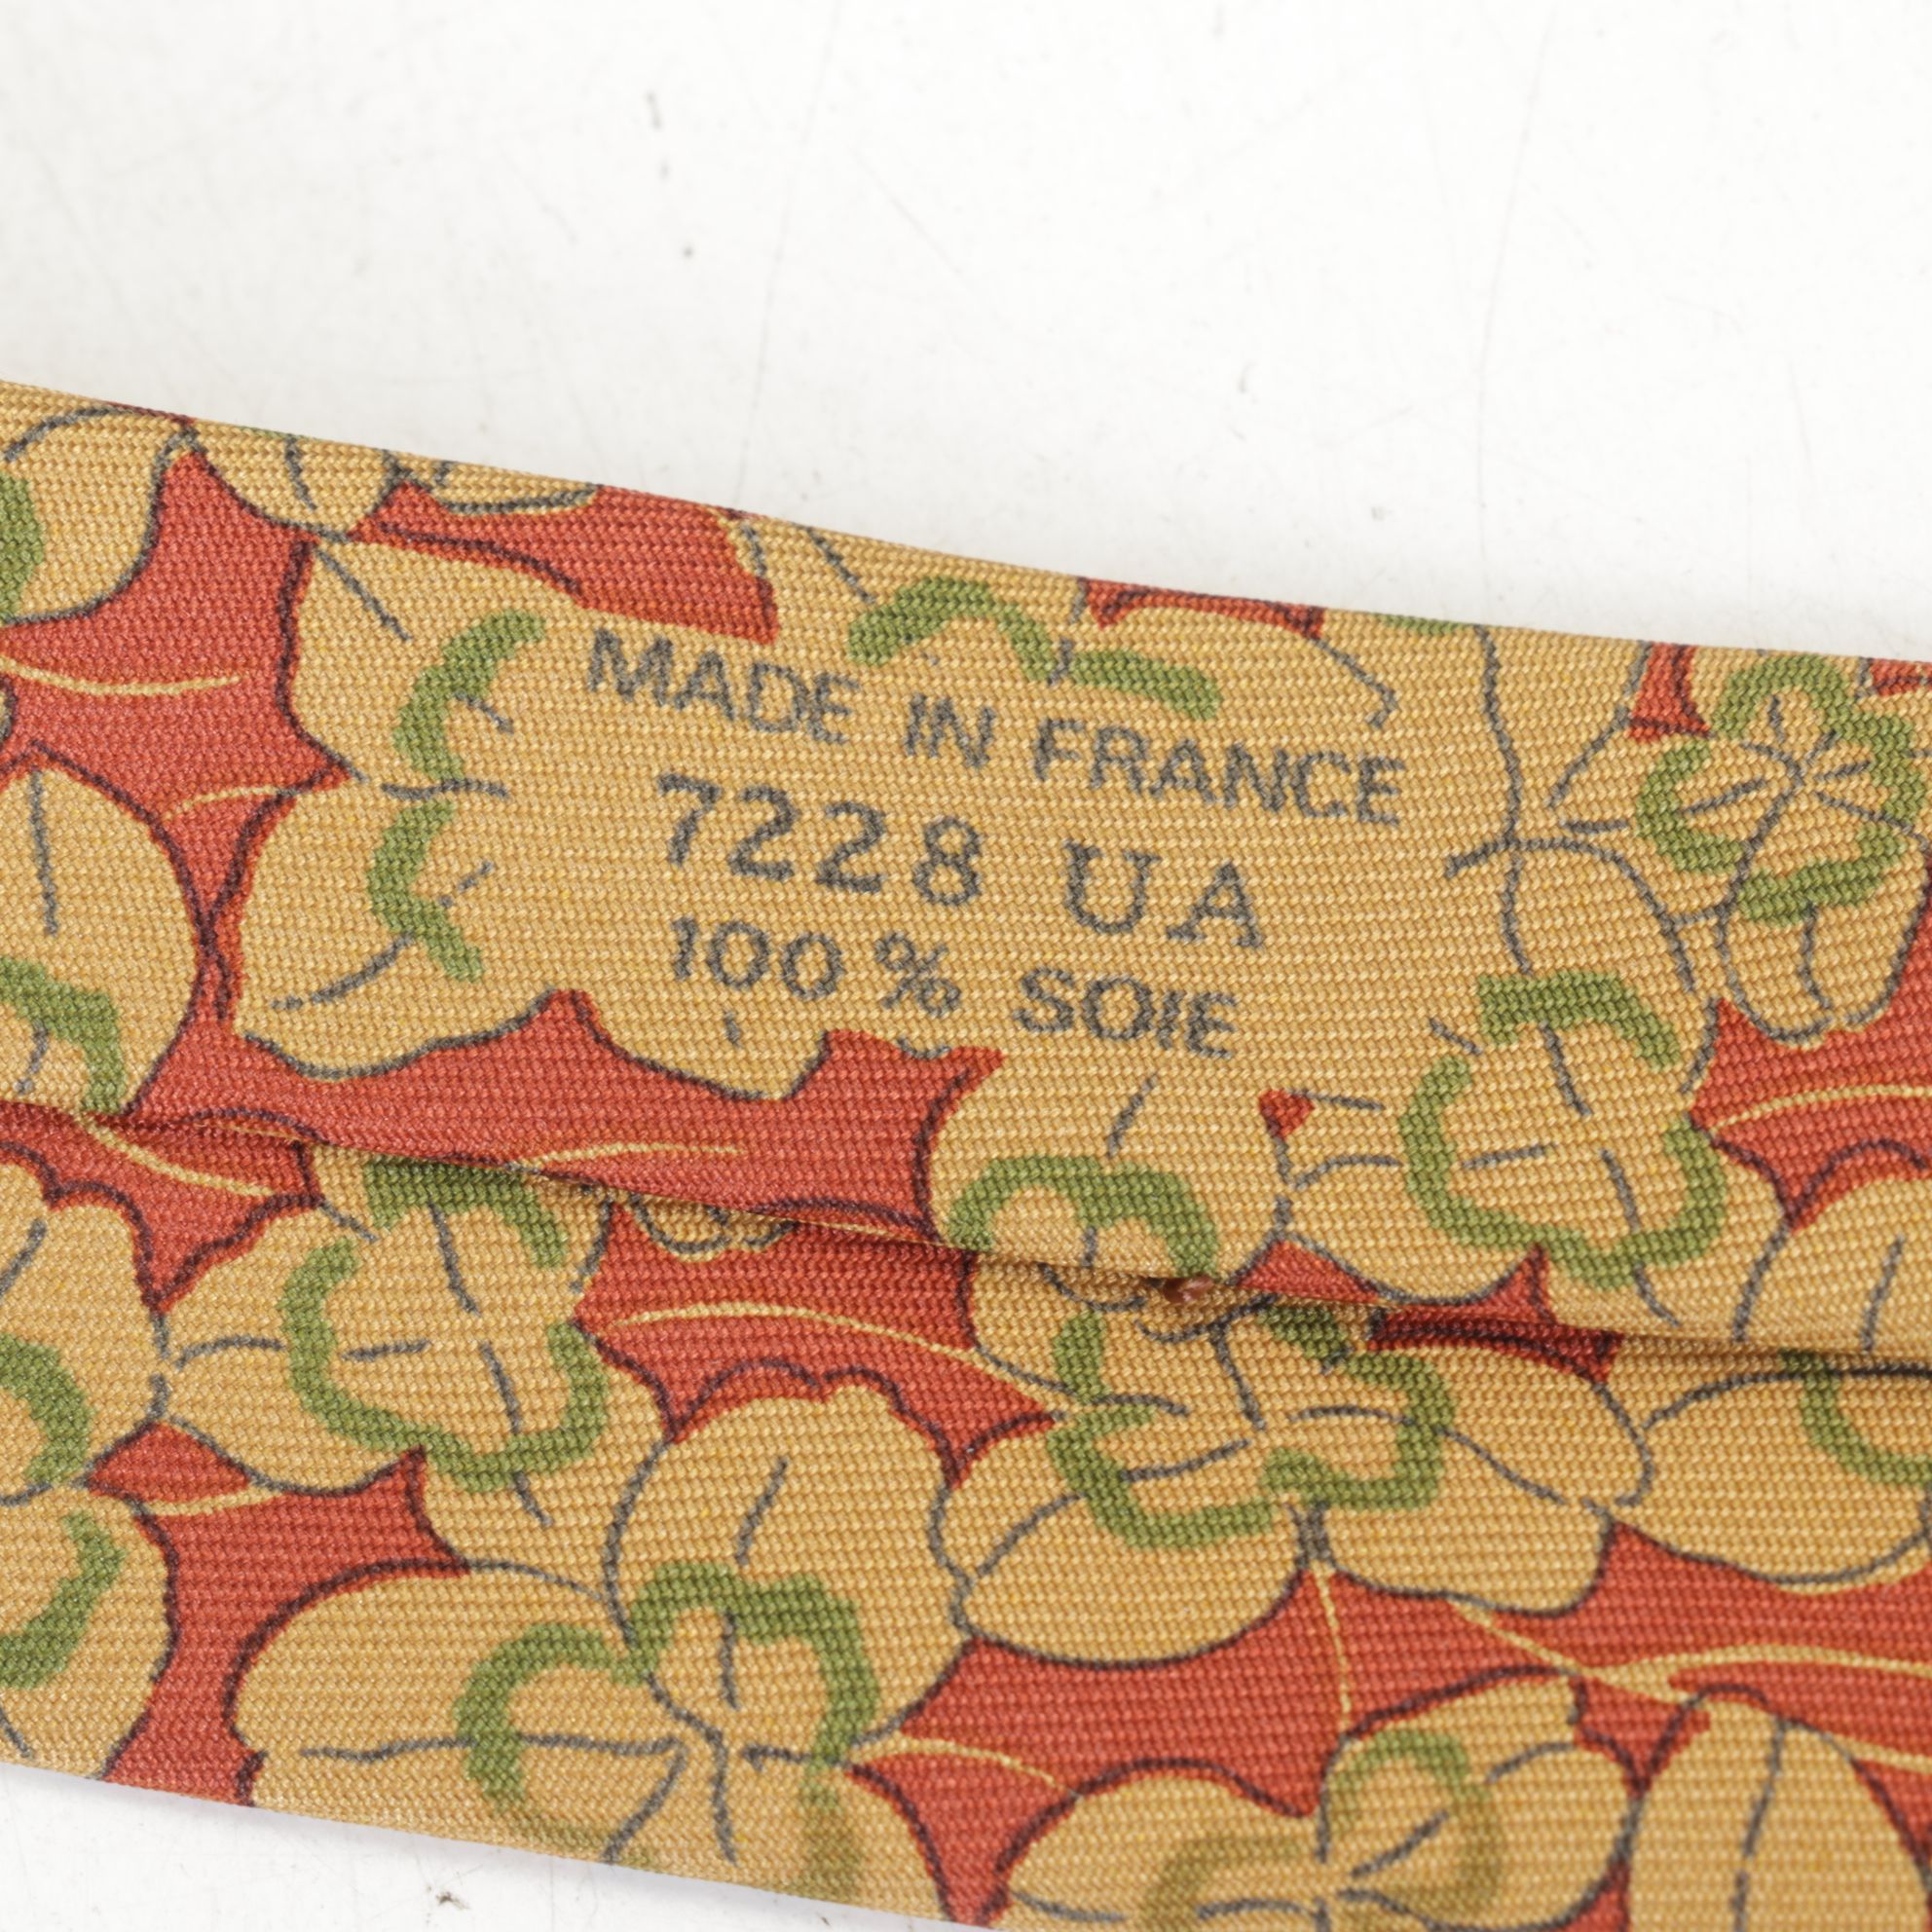 MADE IN FRANCE
7228 UA
100% SOIE